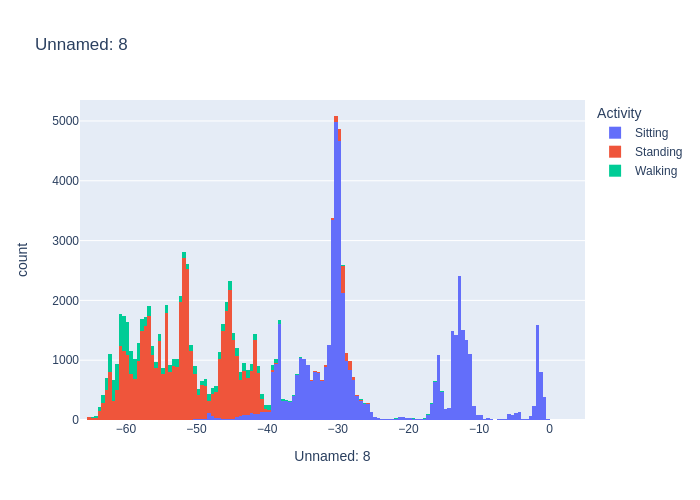 Unnamed: 8
Activity
Sitting
Standing
Walking
count
5000
4000
3000
2000
1000
0
−60
−50
−40
−30
−20
−10
0
Unnamed: 8